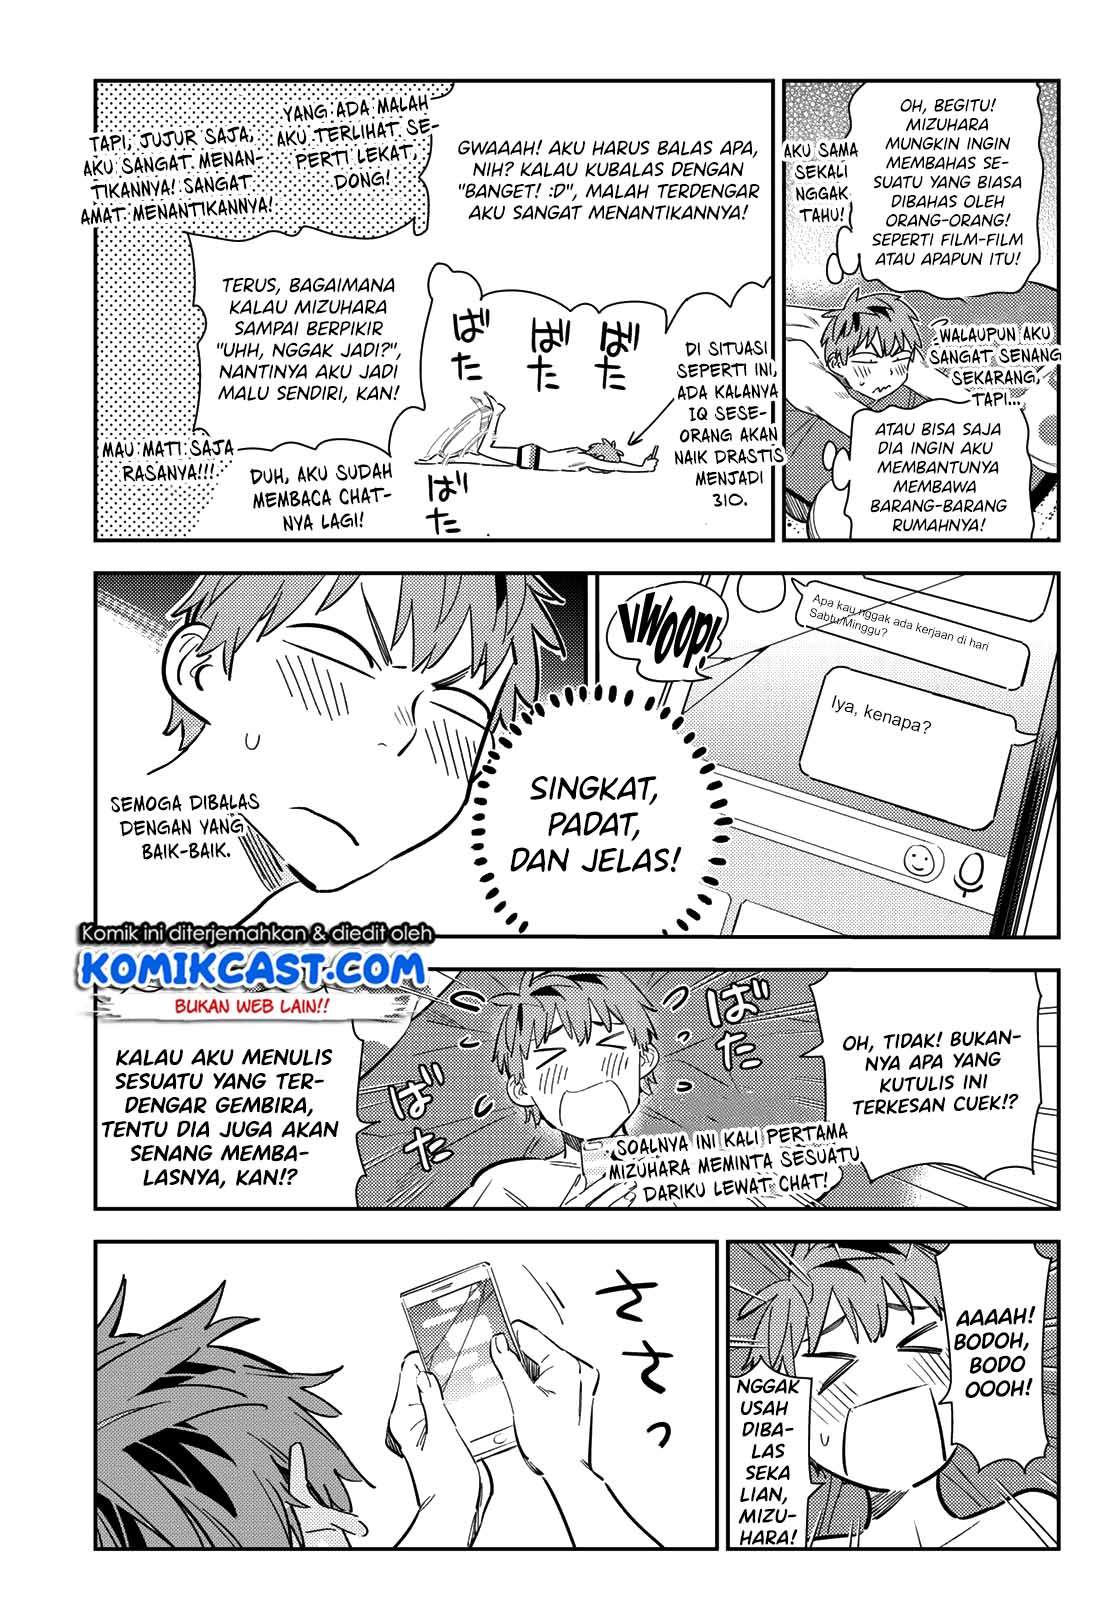 OH, BEGITU!
MIZUHARA
MUNGKIN INGIN
MEMBAHAS SE-
SUATU YANG BIASA
DIBAHAS OLEH
ORANG-ORANG!
SEPERTI FILM-FILM
ATAU APAPUN ITU!
AKU SAMA
SEKALI
NGGAK
TAHU!
WALAUPUN AKU
SANGAT SENANG
SEKARANG,
TAPI...
ATAU BISA SAJA
DIA INGIN AKU
MEMBANTUNYA
MEMBAWA
BARANG-BARANG
RUMAHNYA!
GWAAAH! AKU HARUS BALAS APA,
NIH? KALAU KUBALAS DENGAN
"BANGET! :D", MALAH TERDENGAR
AKU SANGAT MENANTIKANNYA!
YANG ADA MALAH
AKU TERLIHAT SE-
PERTI LEKAT,
DONG!
TAPI, JUJUR SAJA,
AKU SANGAT MENAN-
TIKANNYA! SANGAT
AMAT MENANTIKANNYA!
DI SITUASI
SEPERTI INI,
ADA KALANYA
IQ SESE-
ORANG AKAN
NAIK DRASTIS
MENJADI
310.
ばた
ばた
ばた
ばた
TERUS, BAGAIMANA
KALAU MIZUHARA
SAMPAI BERPIKIR
"UHH, NGGAK JADI?",
NANTINYA AKU JADI
MALU SENDIRI, KAN!
MAU MATI SAJA
RASANYA!!!
DUH, AKU SUDAH
MEMBACA CHAT-
NYA LAGI!
Apa kau nggak ada kerjaan di hari
Sabtu/Minggu?
Iya, kenapa?
VWOOP!
SINGKAT,
PADAT,
DAN JELAS!
SEMOGA DIBALAS
DENGAN YANG
BAIK-BAIK.
Komik ini diterjemahkan & diedit oleh
KOMIKCAST.COM
BUKAN WEB LAIN!!
OH, TIDAK! BUKAN-
NYA APA YANG
KUTULIS INI
TERKESAN CUEK!?
ばた
ばた
SOALNYA INI KALI PERTAMA
MIZUHARA MEMINTA SESUATU
DARIKU LEWAT CHAT!
KALAU AKU MENULIS
SESUATU YANG TER-
DENGAR GEMBIRA,
TENTU DIA JUGA AKAN
SENANG MEMBA-
LASNYA, KAN!?
AAAAH!
BODOH,
BODO
OOOH!
NGGAK
USAH
DIBA-
LAS
SEKA
LIAN,
MIZU-
HARA!
ささっ